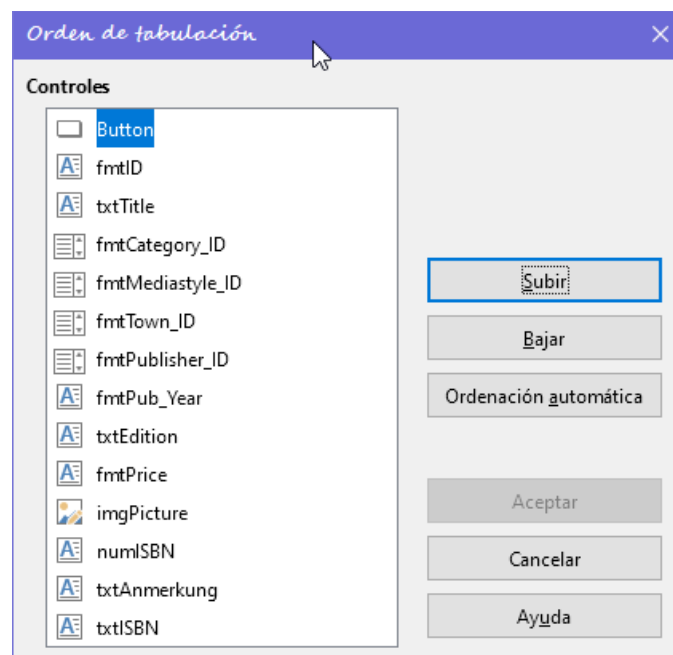 Orden de tabulación
Controles
Button
fmtID
txtTitle
fmtCategory_ID
fmtMediastyle_ID
fmtTown_ID
fmtPublisher_ID
fmtPub_Year
txtEdition
fmtPrice
imgPicture
numISBN
txtAnmerkung
txtISBN
Subir
Bajar
Ordenación automática
Aceptar
Cancelar
Ayuda